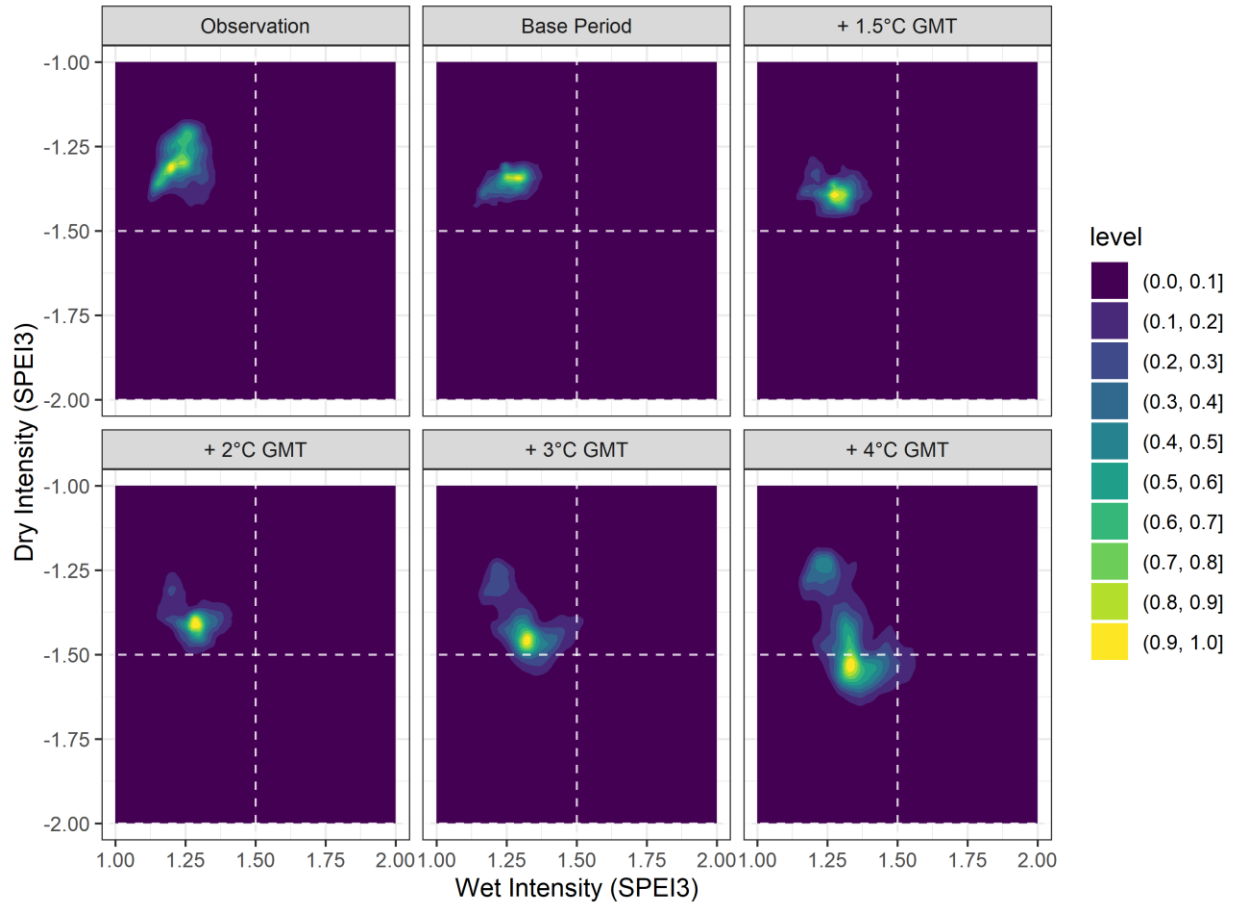 Observation
Base Period
+ 1.5°C GMT
-1.00
-1.25
-1.50
-1.75
-2.00
+ 2°C GMT
+ 3°C GMT
+ 4°C GMT
-1.00
-1.25
-1.50
-1.75
-2.00
1.00 1.25 1.50 1.75 2.00
1.00 1.25 1.50 1.75 2.00
1.00 1.25 1.50 1.75 2.00
Wet Intensity (SPEI3)
Dry Intensity (SPEI3)
level
(0.0, 0.1]
(0.1, 0.2]
(0.2, 0.3]
(0.3, 0.4]
(0.4, 0.5]
(0.5, 0.6]
(0.6, 0.7]
(0.7, 0.8]
(0.8, 0.9]
(0.9, 1.0]